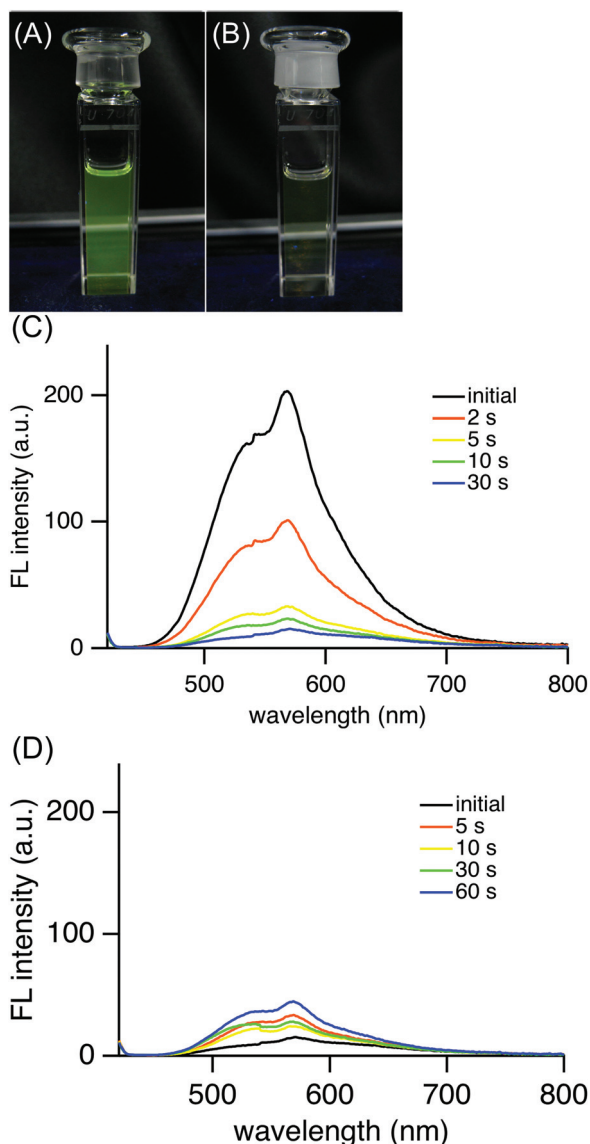 (A)
(B)
(C)
FL intensity (a.u.)
200
100
0
500
600
700
800
wavelength (nm)
initial
2 s
5 s
10 s
30 s
(D)
FL intensity (a.u.)
200
100
0
500
600
700
800
wavelength (nm)
initial
5 s
10 s
30 s
60 s